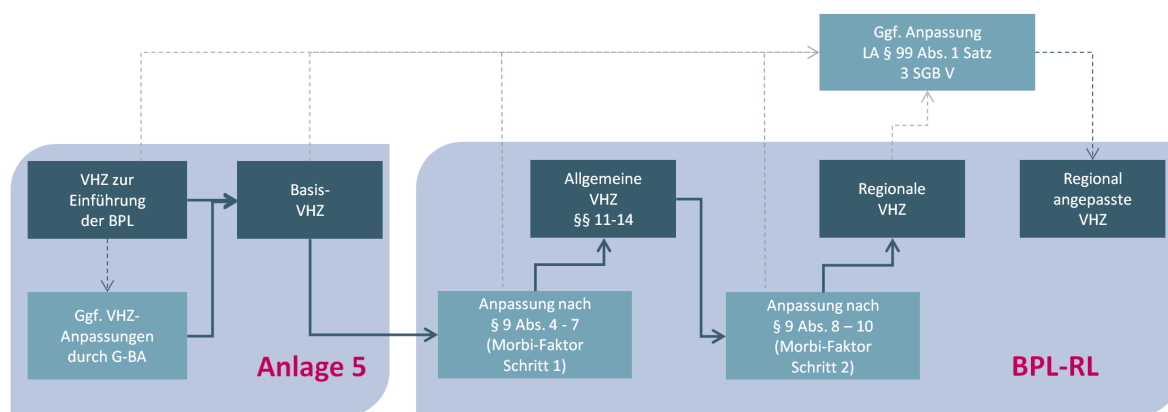 Ggf. Anpassung
LA § 99 Abs. 1 Satz
3 SGB V
VHZ zur
Einführung
der BPL
Basis-
VHZ
Allgemeine
VHZ
§§ 11-14
Regionale
VHZ
Regional
angepasste
VHZ
Ggf. VHZ-
Anpassungen
durch G-BA
Anlage 5
Anpassung nach
§ 9 Abs. 4 - 7
(Morbi-Faktor
Schritt 1)
Anpassung nach
§ 9 Abs. 8 – 10
(Morbi-Faktor
Schritt 2)
BPL-RL